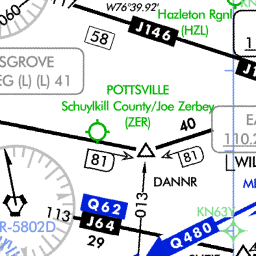 W76'39.92'
Hazleton Rgnl
(HZL)
J146
58
060
SGROVE
EG (L) (L) 41
POTTSVILLE
Schuylkill County/Joe Zerbey
(ZER)
40
110.2
81
81
WIL
DANNR
013
113
Q62
J64
29
R-5802D
KN63Y
Q480